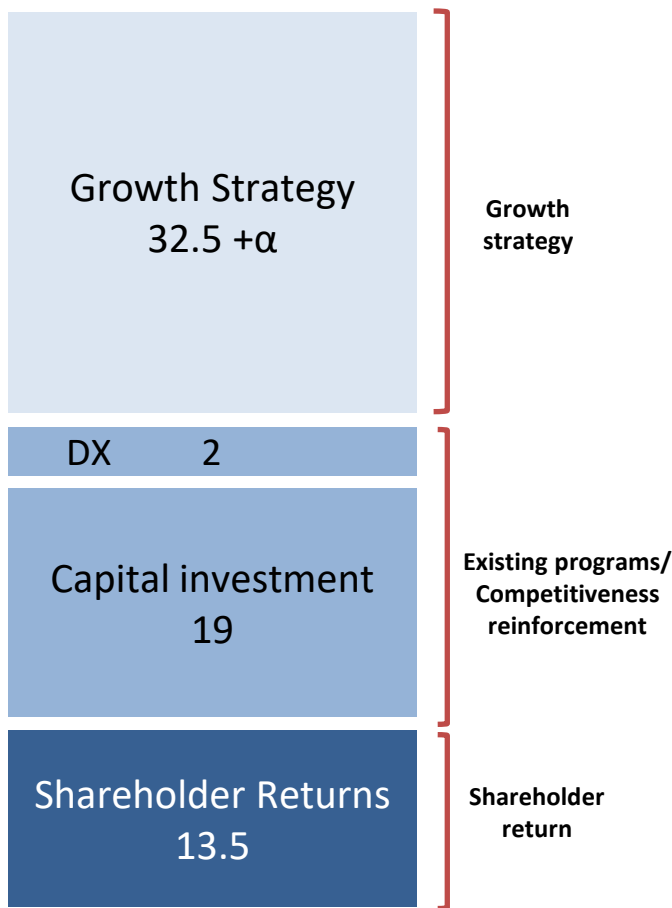 Growth Strategy
32.5 +α
Growth
strategy
DX 2
Capital investment
19
Existing programs/
Competitiveness
reinforcement
Shareholder Returns
13.5
Shareholder
return